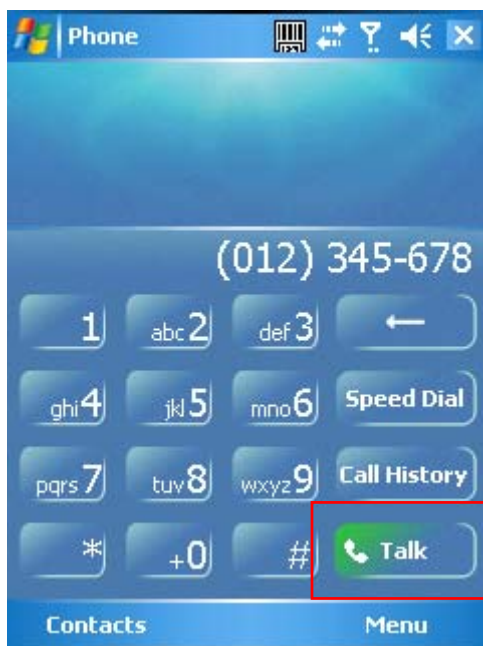 Phone
(012) 345-678
1 abc2 def3 ←
ghi4 jkl5 mno6 Speed Dial
pqrs7 tuv8 wxyz9 Call History
* +0 # Talk
Contacts Menu